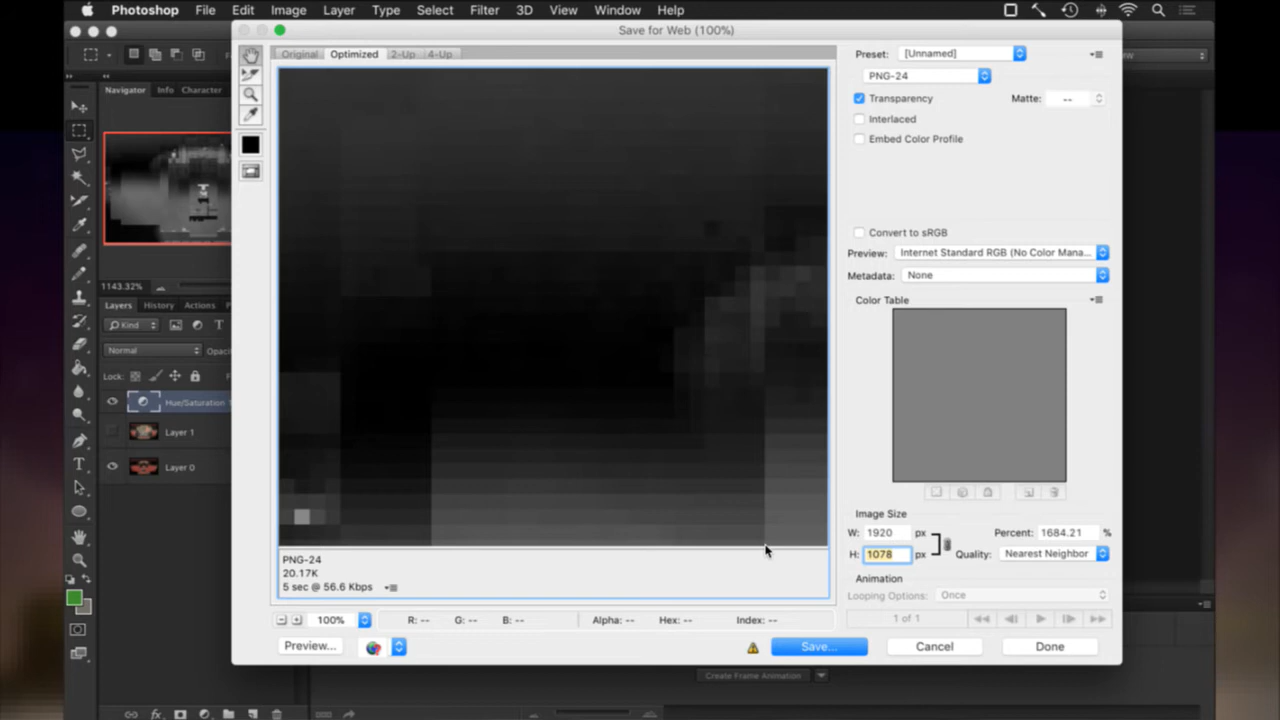 Photoshop File Edit Image Layer Type Select Filter 3D View Window Help
Save for Web (100%)
Original Optimized 2-Up 4-Up
Preset: [Unnamed]
PNG-24
Transparency Matte: --
Interlaced
Embed Color Profile
Convert to sRGB
Preview: Internet Standard RGB (No Color Mana...
Metadata: None
Color Table
Image Size
W: 1920 px Percent: 1684.21 %
H: 1078 px Quality: Nearest Neighbor
Animation
Looping Options: Once
1 of 1
PNG-24
20.17K
5 sec @ 56.6 Kbps
100% R: -- G: -- B: -- Alpha: -- Hex: -- Index: --
Preview... Save... Cancel Done
Navigator Info Character
1143.32%
Layers History Actions
Kind
Normal Opac
Lock:
Hue/Saturation 1
Layer 1
Layer 0
Create Frame Animation